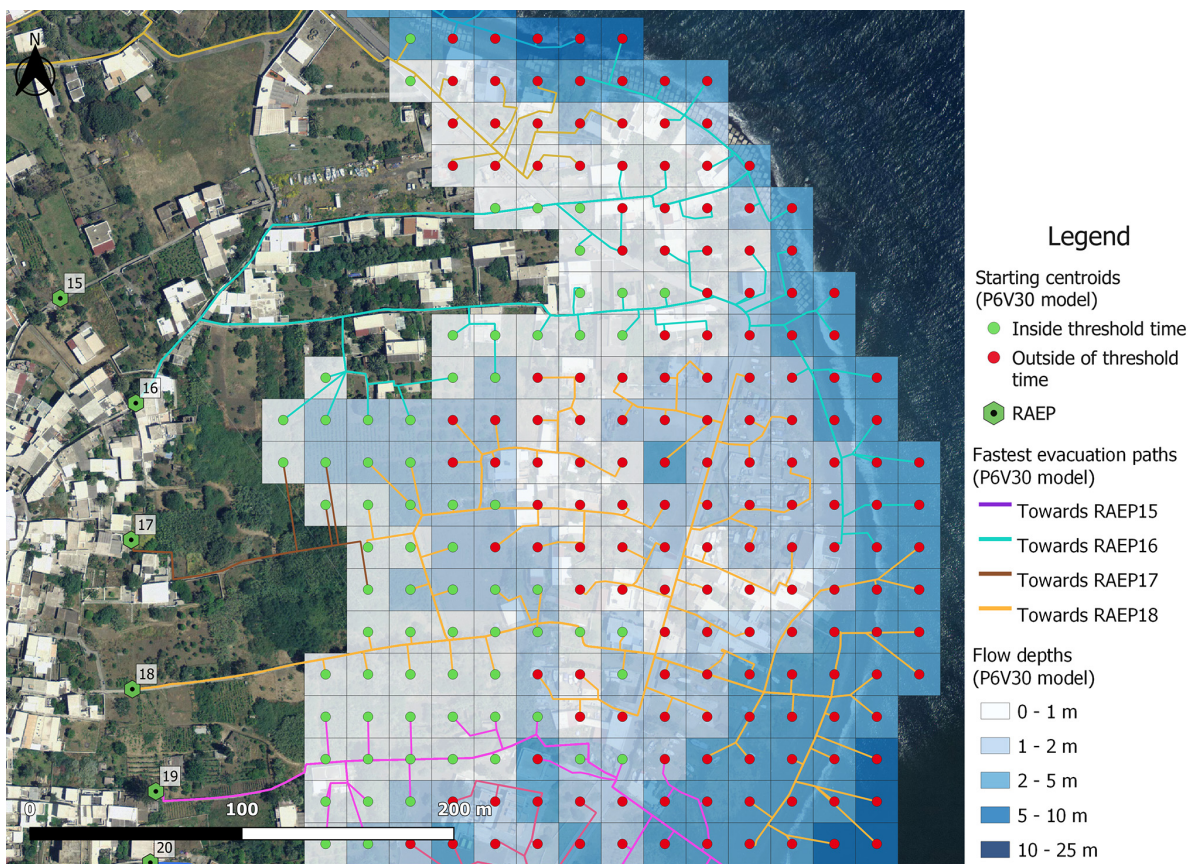 N
15
16
17
18
19
20
0
100
200 m
Legend
Starting centroids
(P6V30 model)
Inside threshold time
Outside of threshold
time
RAEP
Fastest evacuation paths
(P6V30 model)
Towards RAEP15
Towards RAEP16
Towards RAEP17
Towards RAEP18
Flow depths
(P6V30 model)
0 - 1 m
1 - 2 m
2 - 5 m
5 - 10 m
10 - 25 m